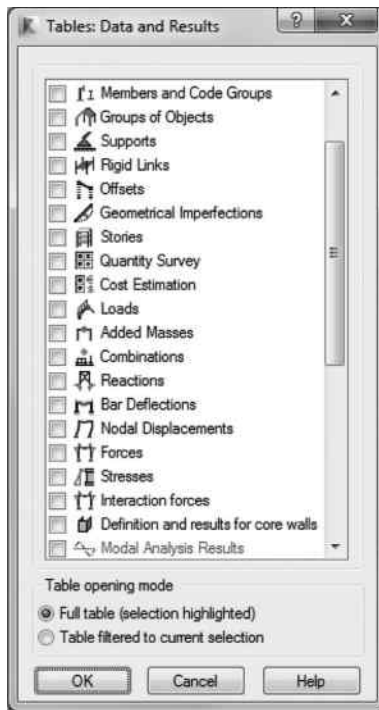 Tables: Data and Results
Members and Code Groups
Groups of Objects
Supports
Rigid Links
Offsets
Geometrical Imperfections
Stories
Quantity Survey
Cost Estimation
Loads
Added Masses
Combinations
Reactions
Bar Deflections
Nodal Displacements
Forces
Stresses
Interaction forces
Definition and results for core walls
Modal Analysis Results
Table opening mode
Full table (selection highlighted)
Table filtered to current selection
OK Cancel Help